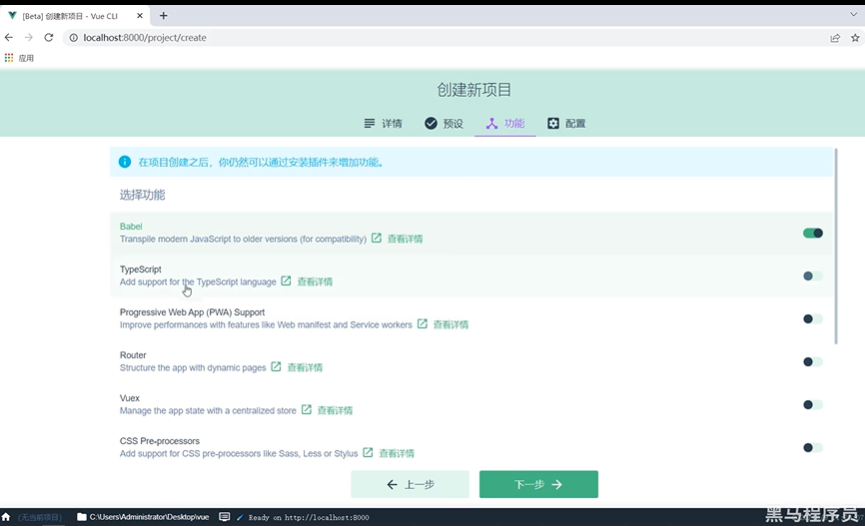 [Beta] 创建新项目 - Vue CLI
localhost:8000/project/create
应用
创建新项目
详情 预设 功能 配置
在项目创建之后，你仍然可以通过安装插件来增加功能。
选择功能
Babel
Transpile modern JavaScript to older versions (for compatibility) 查看详情
TypeScript
Add support for the TypeScript language 查看详情
Progressive Web App (PWA) Support
Improve performances with features like Web manifest and Service workers 查看详情
Router
Structure the app with dynamic pages 查看详情
Vuex
Manage the app state with a centralized store 查看详情
CSS Pre-processors
Add support for CSS pre-processors like Sass, Less or Stylus 查看详情
上一步 下一步
(无当前项目) C:\Users\Administrator\Desktop\vue Ready on http://localhost:8000
黑马程序员